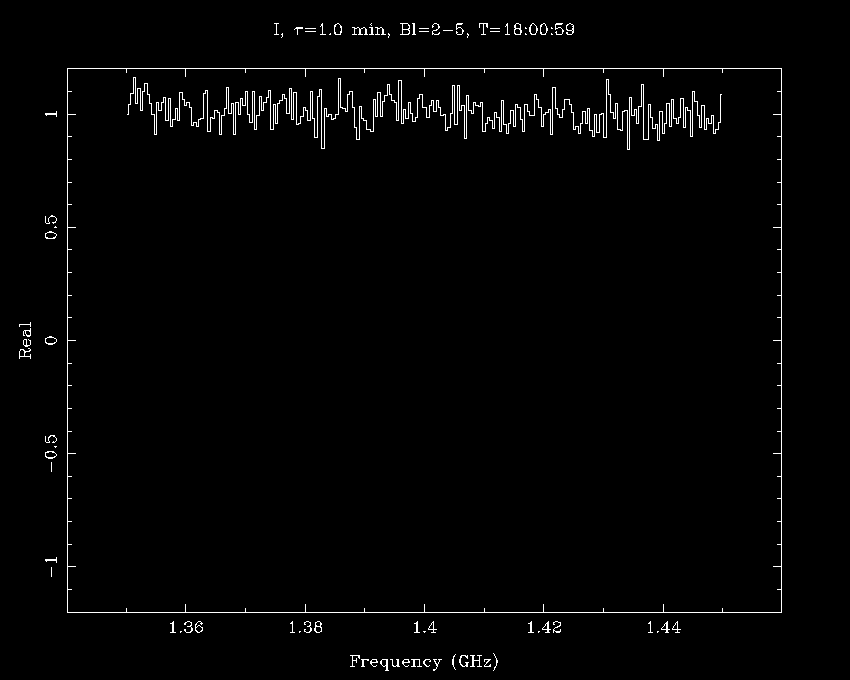 I, τ=1.0 min, Bl=2-5, T=18:00:59
1
0.5
0
-0.5
-1
Real
1.36 1.38 1.4 1.42 1.44
Frequency (GHz)